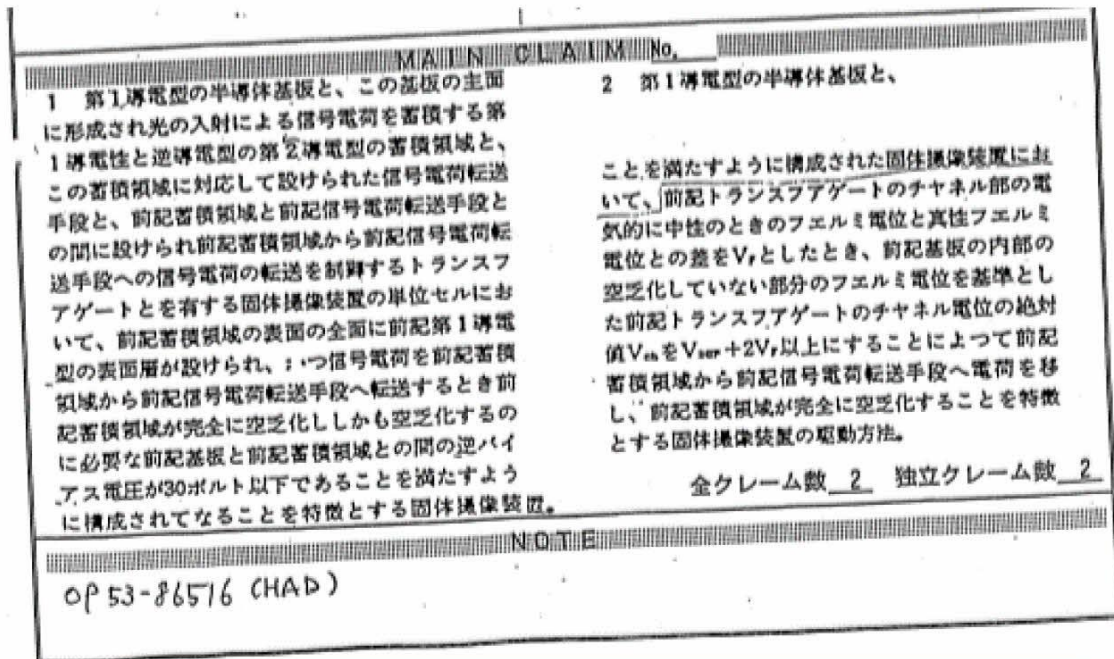 MAIN CLAIM No.
1 第1導電型の半導体基板と、この基板の主面
に形成され光の入射による信号電荷を蓄積する第
1導電性と逆導電型の第2導電型の蓄積領域と、
この蓄積領域に対応して設けられた信号電荷転送
手段と、前記蓄積領域と前記信号電荷転送手段と
の間に設けられ前記蓄積領域から前記信号電荷転
送手段への信号電荷の転送を制御するトランスフ
アゲートとを有する固体撮像装置の単位セルにお
いて、前記蓄積領域の表面の全面に前記第1導電
型の表面層が設けられ、つ信号電荷を前記蓄積
領域から前記信号電荷転送手段へ転送するとき前
記蓄積領域が完全に空乏化ししかも空乏化するの
に必要な前記基板と前記蓄積領域との間の逆バイ
アス電圧が30ボルト以下であることを満たすよう
に構成されてなることを特徴とする固体撮像装置。
2 第1導電型の半導体基板と、
ことを満たすように構成された固体撮像装置にお
いて、前記トランスフアゲートのチヤネル部の電
気的に中性のときのフエルミ電位と真性フエルミ
電位との差をVFとしたとき、前記基板の内部の
空乏化していない部分のフエルミ電位を基準とし
た前記トランスフアゲートのチヤネル電位の絶対
値VchをVDEP+2VF以上にすることによつて前記
蓄積領域から前記信号電荷転送手段へ電荷を移
し、前記蓄積領域が完全に空乏化することを特徴
とする固体撮像装置の駆動方法。
全クレーム数 2 独立クレーム数 2
NOTE
OP 53-86516 (HAD)